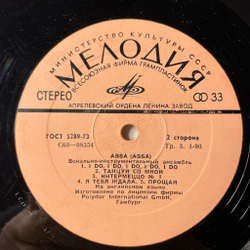 МИНИСТЕРСТВО КУЛЬТУРЫ СССР
МЕЛОДИЯ
ВСЕСОЮЗНАЯ ФИРМА ГРАМПЛАСТИНОК
СТЕРЕО
33
АПРЕЛЕВСКИЙ ОРДЕНА ЛЕНИНА ЗАВОД
ГОСТ 5289-73
2 сторона
С60-08354
Гр. 3. 1-90
АББА (ABBA)
Вокально-инструментальный ансамбль
1. I DO, I DO, I DO, I DO, I DO
2. ТАНЦУЙ СО МНОЙ
3. ИНТЕРМЕЦЦО № 1
4. Я ТЕБЯ ЖДАЛА. 5. ПРОЩАЙ
На английском языке
Изготовлено по лицензии фирмы
Polydor International GmbH,
Гамбург